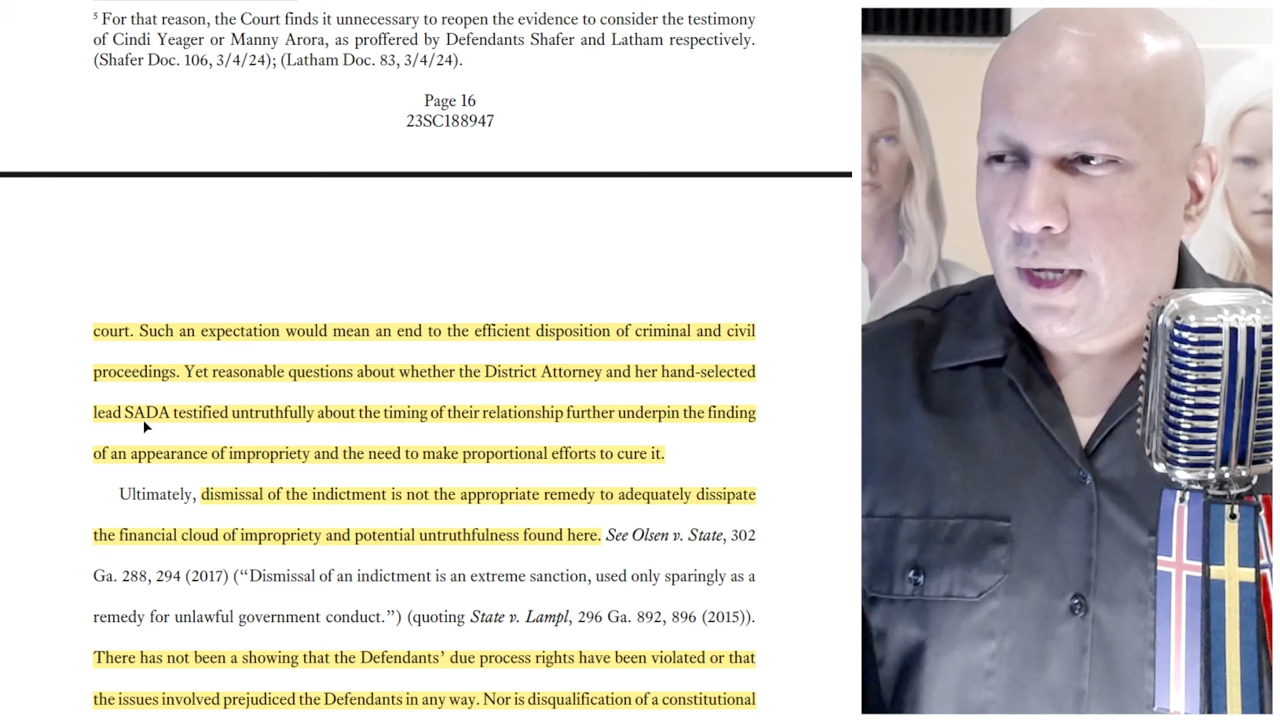 ⁵ For that reason, the Court finds it unnecessary to reopen the evidence to consider the testimony
of Cindi Yeager or Manny Arora, as proffered by Defendants Shafer and Latham respectively.
(Shafer Doc. 106, 3/4/24); (Latham Doc. 83, 3/4/24).
Page 16
23SC188947
court. Such an expectation would mean an end to the efficient disposition of criminal and civil
proceedings. Yet reasonable questions about whether the District Attorney and her hand-selected
lead SADA testified untruthfully about the timing of their relationship further underpin the finding
of an appearance of impropriety and the need to make proportional efforts to cure it.
Ultimately, dismissal of the indictment is not the appropriate remedy to adequately dissipate
the financial cloud of impropriety and potential untruthfulness found here. See Olsen v. State, 302
Ga. 288, 294 (2017) (“Dismissal of an indictment is an extreme sanction, used only sparingly as a
remedy for unlawful government conduct.”) (quoting State v. Lampl, 296 Ga. 892, 896 (2015)).
There has not been a showing that the Defendants’ due process rights have been violated or that
the issues involved prejudiced the Defendants in any way. Nor is disqualification of a constitutional